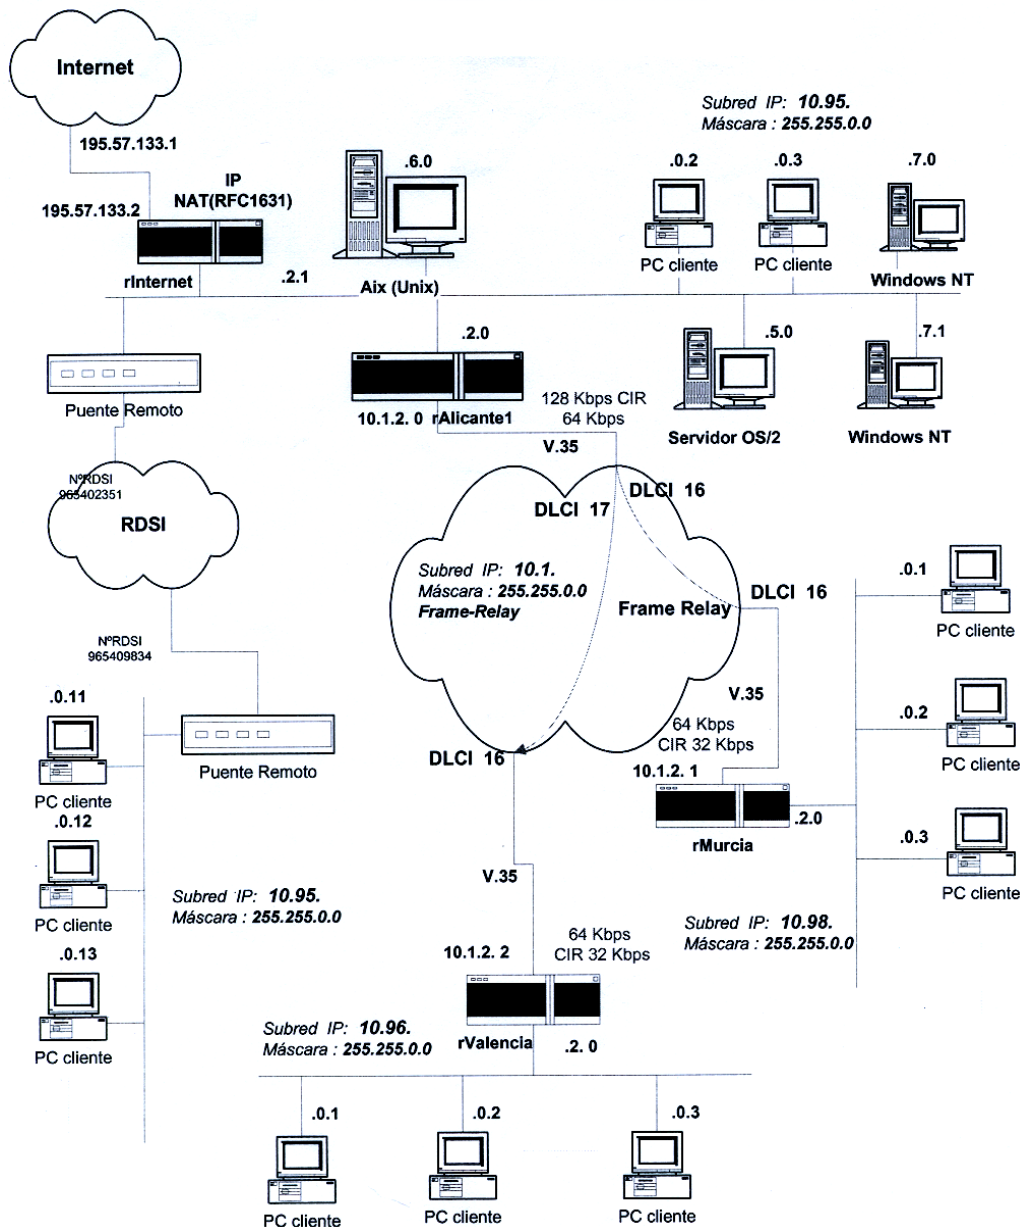 Internet
195.57.133.1
195.57.133.2
IP
NAT(RFC1631)
rInternet
.2.1
.6.0
Aix (Unix)
Subred IP: 10.95.
Máscara : 255.255.0.0
.0.2
PC cliente
.0.3
PC cliente
.7.0
Windows NT
Puente Remoto
.2.0
10.1.2. 0 rAlicante1
128 Kbps CIR
64 Kbps
V.35
.5.0
Servidor OS/2
.7.1
Windows NT
NºRDSI
965402351
RDSI
NºRDSI
965409834
DLCI 16
DLCI 17
Subred IP: 10.1.
Máscara : 255.255.0.0
Frame-Relay
Frame Relay
DLCI 16
V.35
64 Kbps
CIR 32 Kbps
10.1.2. 1
rMurcia
.2.0
.0.1
PC cliente
.0.2
PC cliente
.0.3
PC cliente
Subred IP: 10.98.
Máscara : 255.255.0.0
DLCI 16
V.35
Puente Remoto
.0.11
PC cliente
.0.12
PC cliente
.0.13
PC cliente
Subred IP: 10.95.
Máscara : 255.255.0.0
64 Kbps
CIR 32 Kbps
10.1.2. 2
rValencia
.2. 0
Subred IP: 10.96.
Máscara : 255.255.0.0
.0.1
PC cliente
.0.2
PC cliente
.0.3
PC cliente